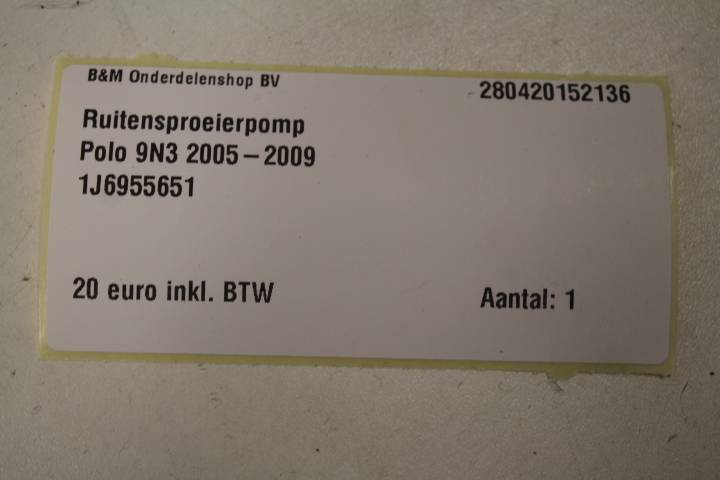 B&M Onderdelenshop BV
280420152136
Ruitensproeierpomp
Polo 9N3 2005 – 2009
1J6955651
20 euro inkl. BTW
Aantal: 1